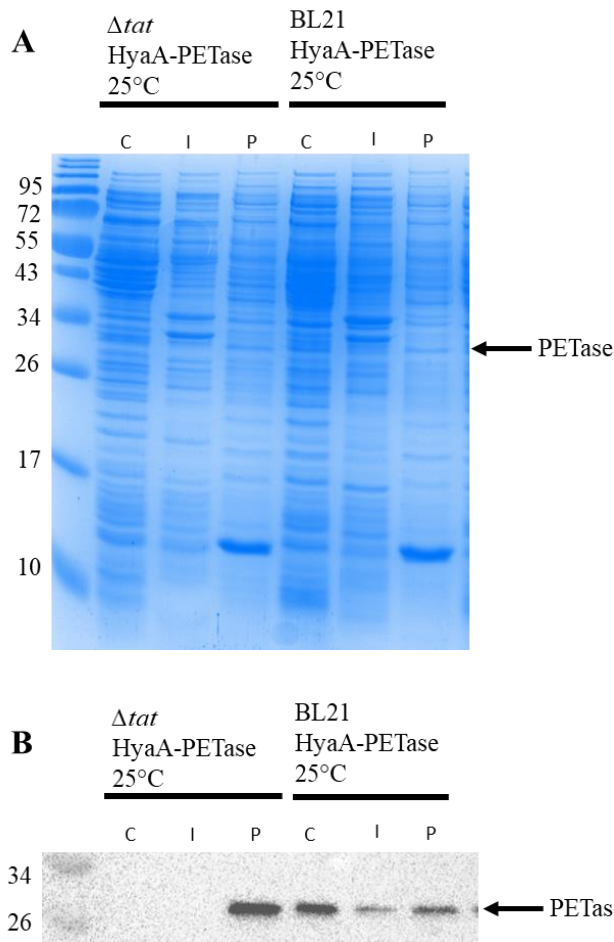 A
Δtat
HyaA-PETase
25°C
BL21
HyaA-PETase
25°C
C I P C I P
95
72
55
43
34
26
17
10
PETase
B
Δtat
HyaA-PETase
25°C
BL21
HyaA-PETase
25°C
C I P C I P
34
26
PETas